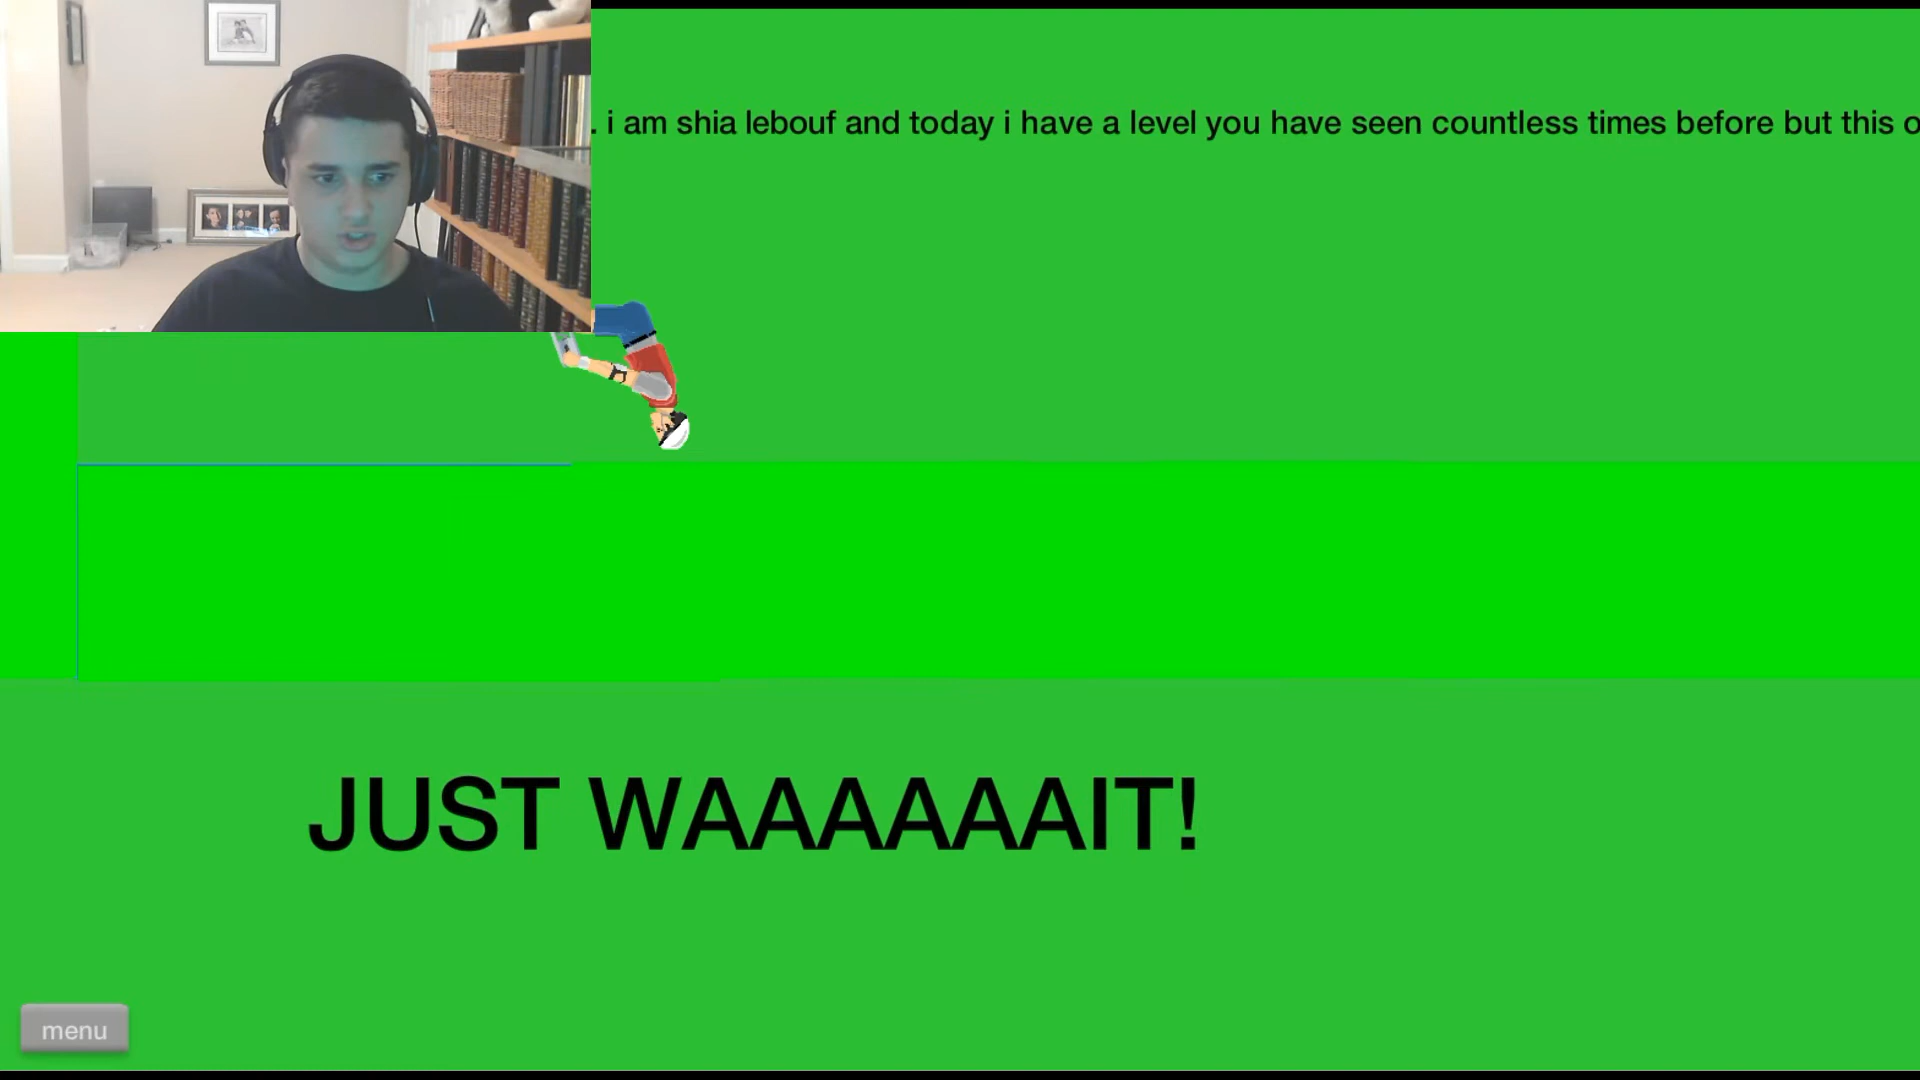 . i am shia lebouf and today i have a level you have seen countless times before but this o
JUST WAAAAAAIT!
menu